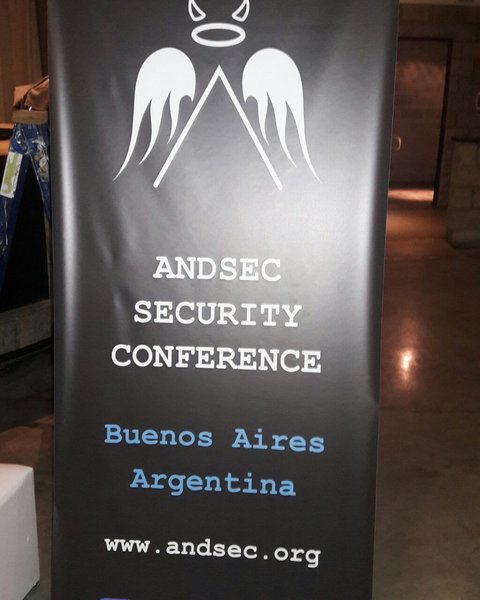 ANDSEC
SECURITY
CONFERENCE
Buenos Aires
Argentina
www.andsec.org